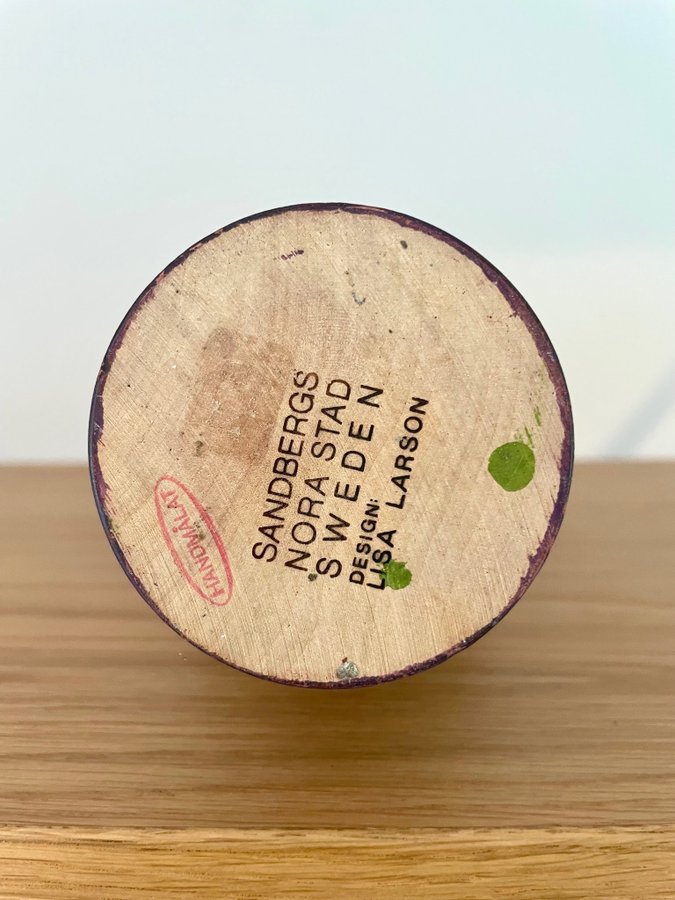 SANDBERGS
NORA STAD
SWEDEN
DESIGN:
LISA LARSON
HANDMÅLAT